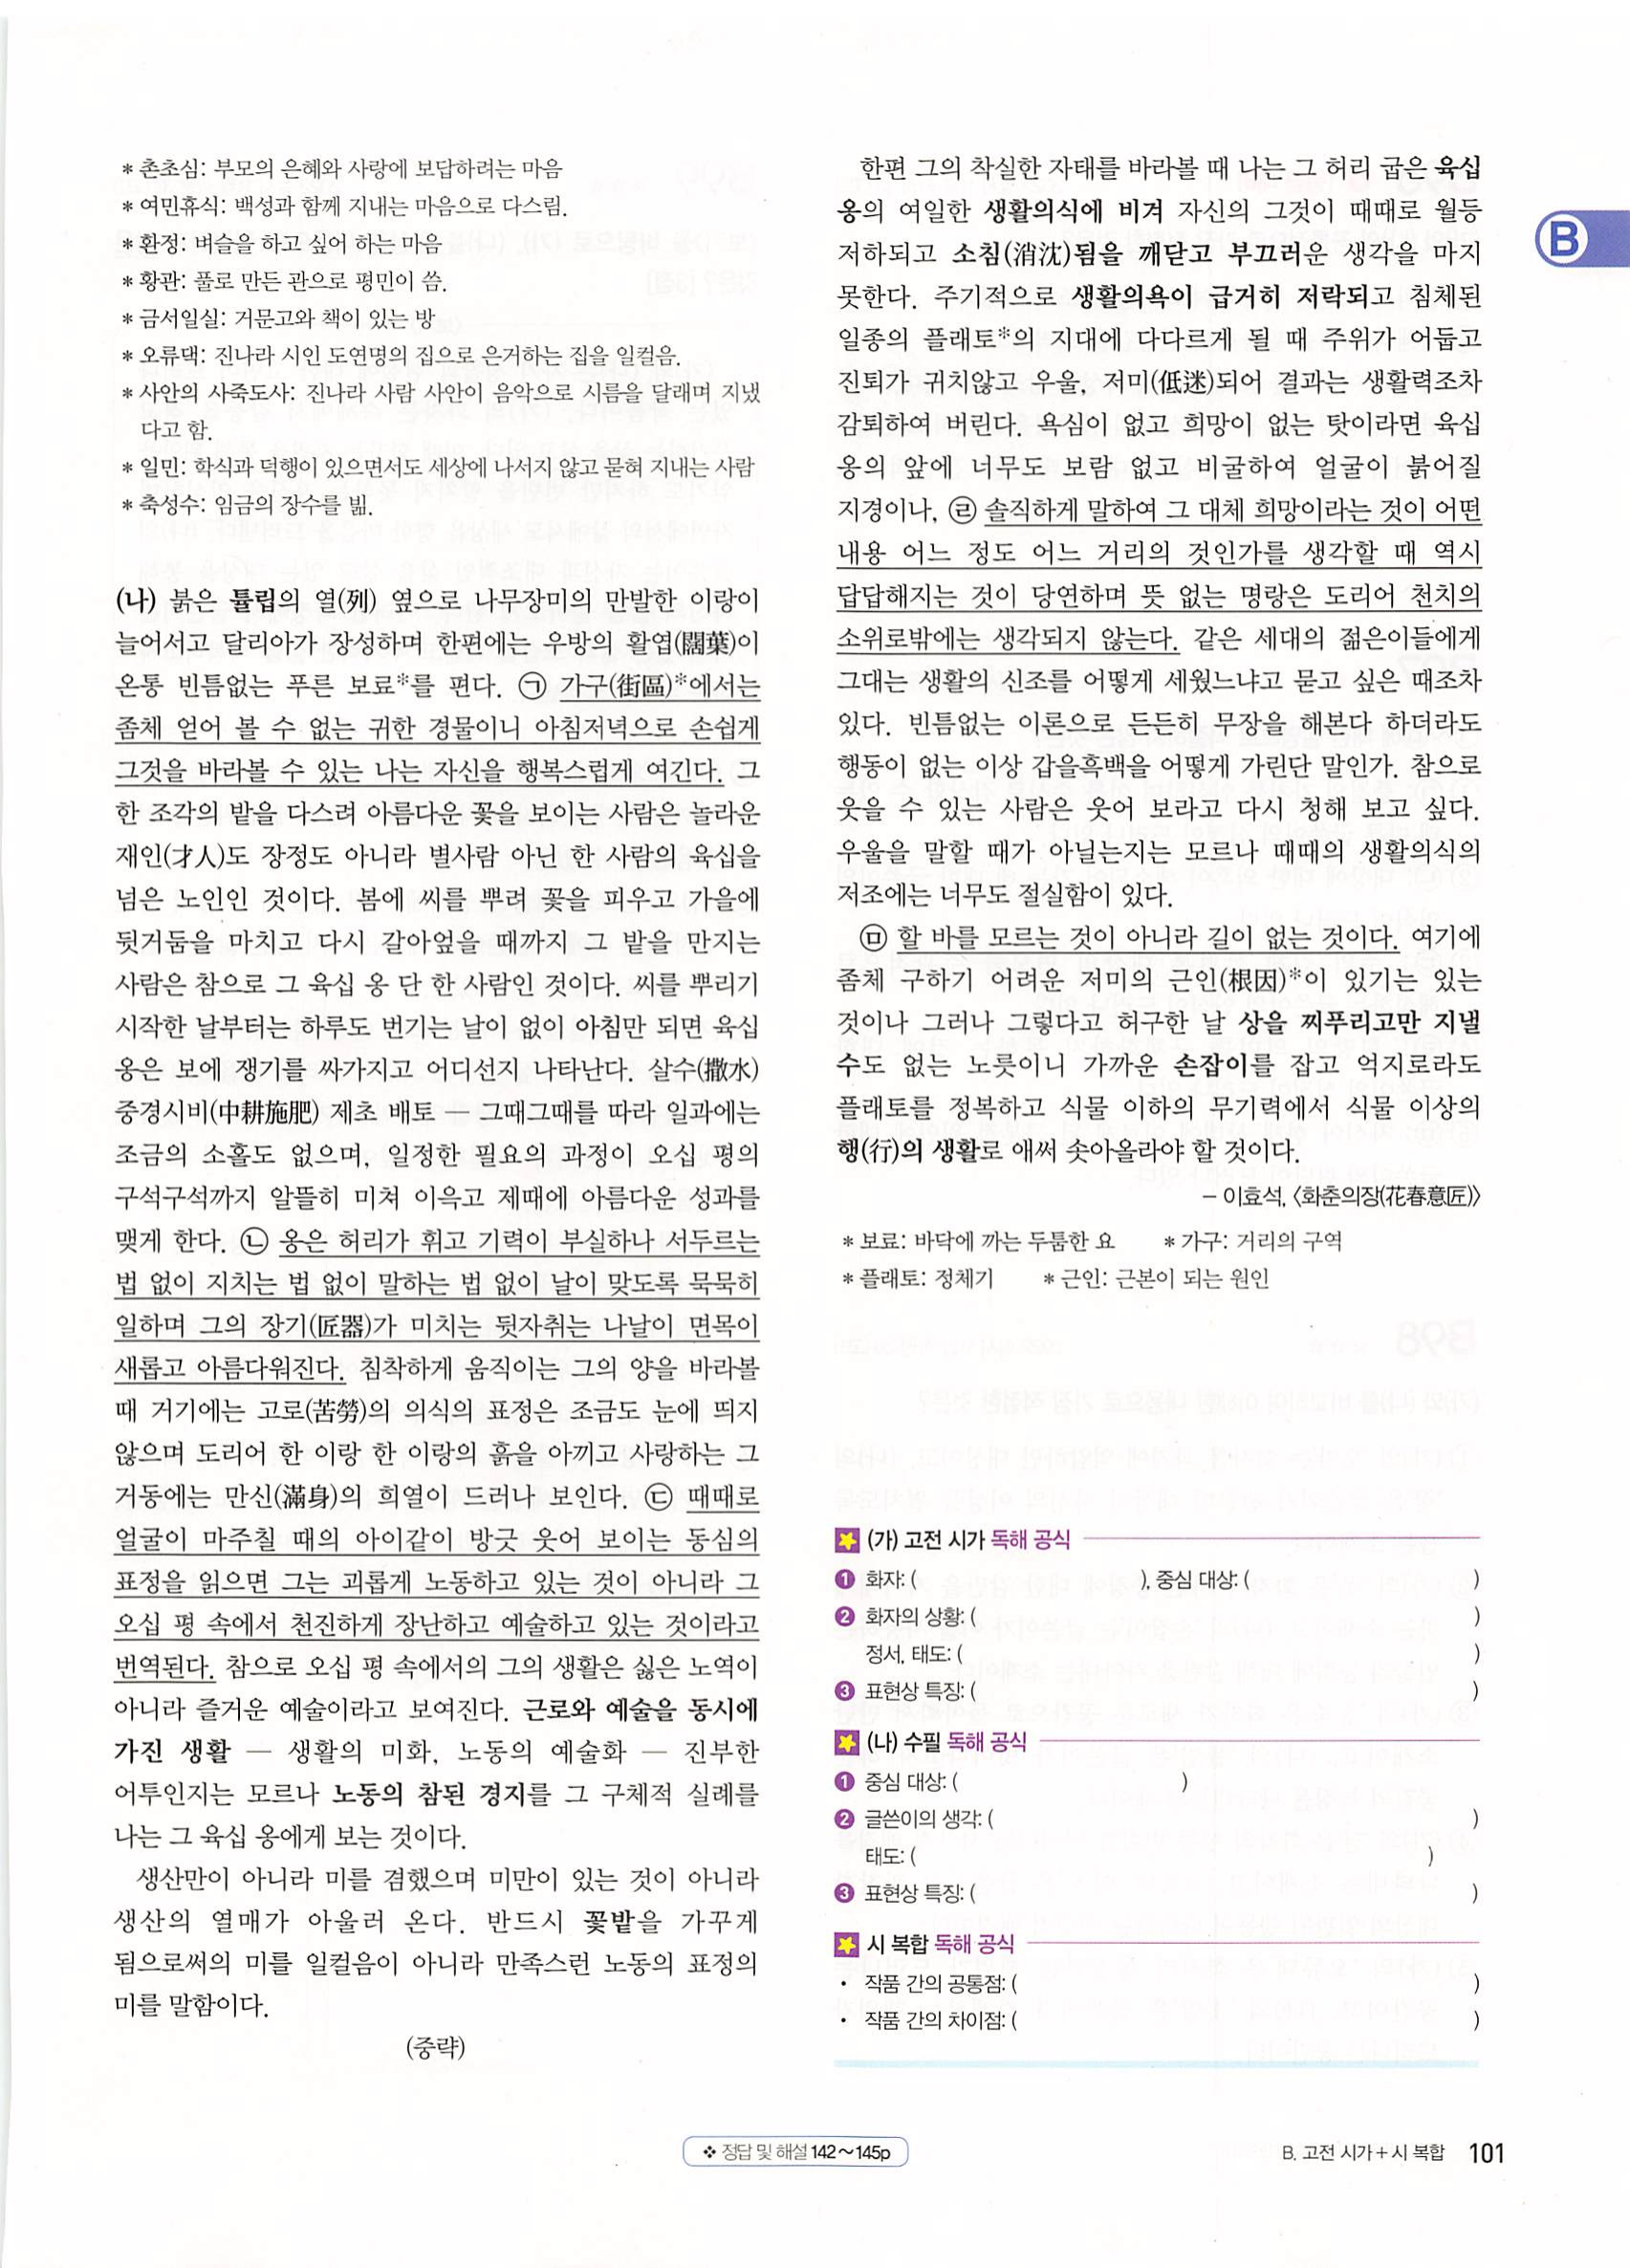 * 촌초심: 부모의 은혜와 사랑에 보답하려는 마음
* 여민휴식: 백성과 함께 지내는 마음으로 다스림.
* 환정: 벼슬을 하고 싶어 하는 마음
* 황관: 풀로 만든 관으로 평민이 씀.
* 금서일실: 거문고와 책이 있는 방
* 오류댁: 진나라 시인 도연명의 집으로 은거하는 집을 일컬음.
* 사안의 사죽도사: 진나라 사람 사안이 음악으로 시름을 달래며 지냈
다고 함.
* 일민: 학식과 덕행이 있으면서도 세상에 나서지 않고 묻혀 지내는 사람
* 축성수: 임금의 장수를 빎.
(나) 붉은 튤립의 열(列) 옆으로 나무장미의 만발한 이랑이
늘어서고 달리아가 장성하며 한편에는 우방의 활엽(闊葉)이
온통 빈틈없는 푸른 보료*를 편다. ㉠ 가구(街區)*에서는
좀체 얻어 볼 수 없는 귀한 경물이니 아침저녁으로 손쉽게
그것을 바라볼 수 있는 나는 자신을 행복스럽게 여긴다. 그
한 조각의 밭을 다스려 아름다운 꽃을 보이는 사람은 놀라운
재인(才人)도 장정도 아니라 별사람 아닌 한 사람의 육십을
넘은 노인인 것이다. 봄에 씨를 뿌려 꽃을 피우고 가을에
뒷거둠을 마치고 다시 갈아엎을 때까지 그 밭을 만지는
사람은 참으로 그 육십 옹 단 한 사람인 것이다. 씨를 뿌리기
시작한 날부터는 하루도 번기는 날이 없이 아침만 되면 육십
옹은 보에 쟁기를 싸가지고 어디선지 나타난다. 살수(撒水)
중경시비(中耕施肥) 제초 배토 — 그때그때를 따라 일과에는
조금의 소홀도 없으며, 일정한 필요의 과정이 오십 평의
구석구석까지 알뜰히 미쳐 이윽고 제때에 아름다운 성과를
맺게 한다. ㉡ 옹은 허리가 휘고 기력이 부실하나 서두르는
법 없이 지치는 법 없이 말하는 법 없이 날이 맞도록 묵묵히
일하며 그의 장기(匠器)가 미치는 뒷자취는 나날이 면목이
새롭고 아름다워진다. 침착하게 움직이는 그의 양을 바라볼
때 거기에는 고로(苦勞)의 의식의 표정은 조금도 눈에 띄지
않으며 도리어 한 이랑 한 이랑의 흙을 아끼고 사랑하는 그
거동에는 만신(滿身)의 희열이 드러나 보인다. ㉢ 때때로
얼굴이 마주칠 때의 아이같이 방긋 웃어 보이는 동심의
표정을 읽으면 그는 괴롭게 노동하고 있는 것이 아니라 그
오십 평 속에서 천진하게 장난하고 예술하고 있는 것이라고
번역된다. 참으로 오십 평 속에서의 그의 생활은 싫은 노역이
아니라 즐거운 예술이라고 보여진다. 근로와 예술을 동시에
가진 생활 — 생활의 미화, 노동의 예술화 — 진부한
어투인지는 모르나 노동의 참된 경지를 그 구체적 실례를
나는 그 육십 옹에게 보는 것이다.
생산만이 아니라 미를 겸했으며 미만이 있는 것이 아니라
생산의 열매가 아울러 온다. 반드시 꽃밭을 가꾸게
됨으로써의 미를 일컬음이 아니라 만족스런 노동의 표정의
미를 말함이다.
(중략)
한편 그의 착실한 자태를 바라볼 때 나는 그 허리 굽은 육십
옹의 여일한 생활의식에 비겨 자신의 그것이 때때로 월등
저하되고 소침(消沈)됨을 깨닫고 부끄러운 생각을 마지
못한다. 주기적으로 생활의욕이 급거히 저락되고 침체된
일종의 플래토*의 지대에 다다르게 될 때 주위가 어둡고
진퇴가 귀치않고 우울, 저미(低迷)되어 결과는 생활력조차
감퇴하여 버린다. 욕심이 없고 희망이 없는 탓이라면 육십
옹의 앞에 너무도 보람 없고 비굴하여 얼굴이 붉어질
지경이나, ㉣ 솔직하게 말하여 그 대체 희망이라는 것이 어떤
내용 어느 정도 어느 거리의 것인가를 생각할 때 역시
답답해지는 것이 당연하며 뜻 없는 명랑은 도리어 천치의
소위로밖에는 생각되지 않는다. 같은 세대의 젊은이들에게
그대는 생활의 신조를 어떻게 세웠느냐고 묻고 싶은 때조차
있다. 빈틈없는 이론으로 든든히 무장을 해본다 하더라도
행동이 없는 이상 갑을흑백을 어떻게 가린단 말인가. 참으로
웃을 수 있는 사람은 웃어 보라고 다시 청해 보고 싶다.
우울을 말할 때가 아닐는지는 모르나 때때의 생활의식의
저조에는 너무도 절실함이 있다.
㉤ 할 바를 모르는 것이 아니라 길이 없는 것이다. 여기에
좀체 구하기 어려운 저미의 근인(根因)*이 있기는 있는
것이나 그러나 그렇다고 허구한 날 상을 찌푸리고만 지낼
수도 없는 노릇이니 가까운 손잡이를 잡고 억지로라도
플래토를 정복하고 식물 이하의 무기력에서 식물 이상의
행(行)의 생활로 애써 솟아올라야 할 것이다.
– 이효석, 〈화춘의장(花春意匠)〉
* 보료: 바닥에 까는 두툼한 요 * 가구: 거리의 구역
* 플래토: 정체기 * 근인: 근본이 되는 원인
(가) 고전 시가 독해 공식
❶ 화자: ( ), 중심 대상: ( )
❷ 화자의 상황: ( )
정서, 태도: ( )
❸ 표현상 특징: ( )
(나) 수필 독해 공식
❶ 중심 대상: ( )
❷ 글쓴이의 생각: ( )
태도: ( )
❸ 표현상 특징: ( )
시 복합 독해 공식
· 작품 간의 공통점: ( )
· 작품 간의 차이점: ( )
B
❖ 정답 및 해설 142~145p
B. 고전 시가+시 복합 101